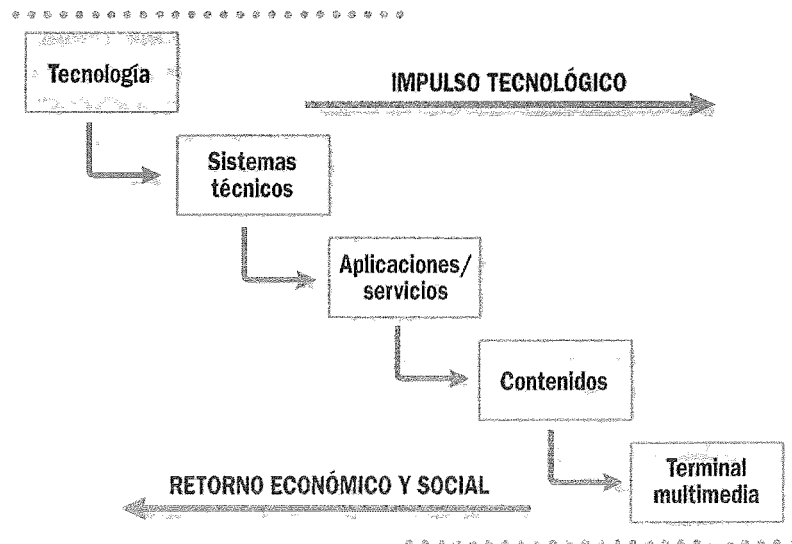 Tecnología
IMPULSO TECNOLÓGICO
Sistemas
técnicos
Aplicaciones/
servicios
Contenidos
Terminal
multimedia
RETORNO ECONÓMICO Y SOCIAL